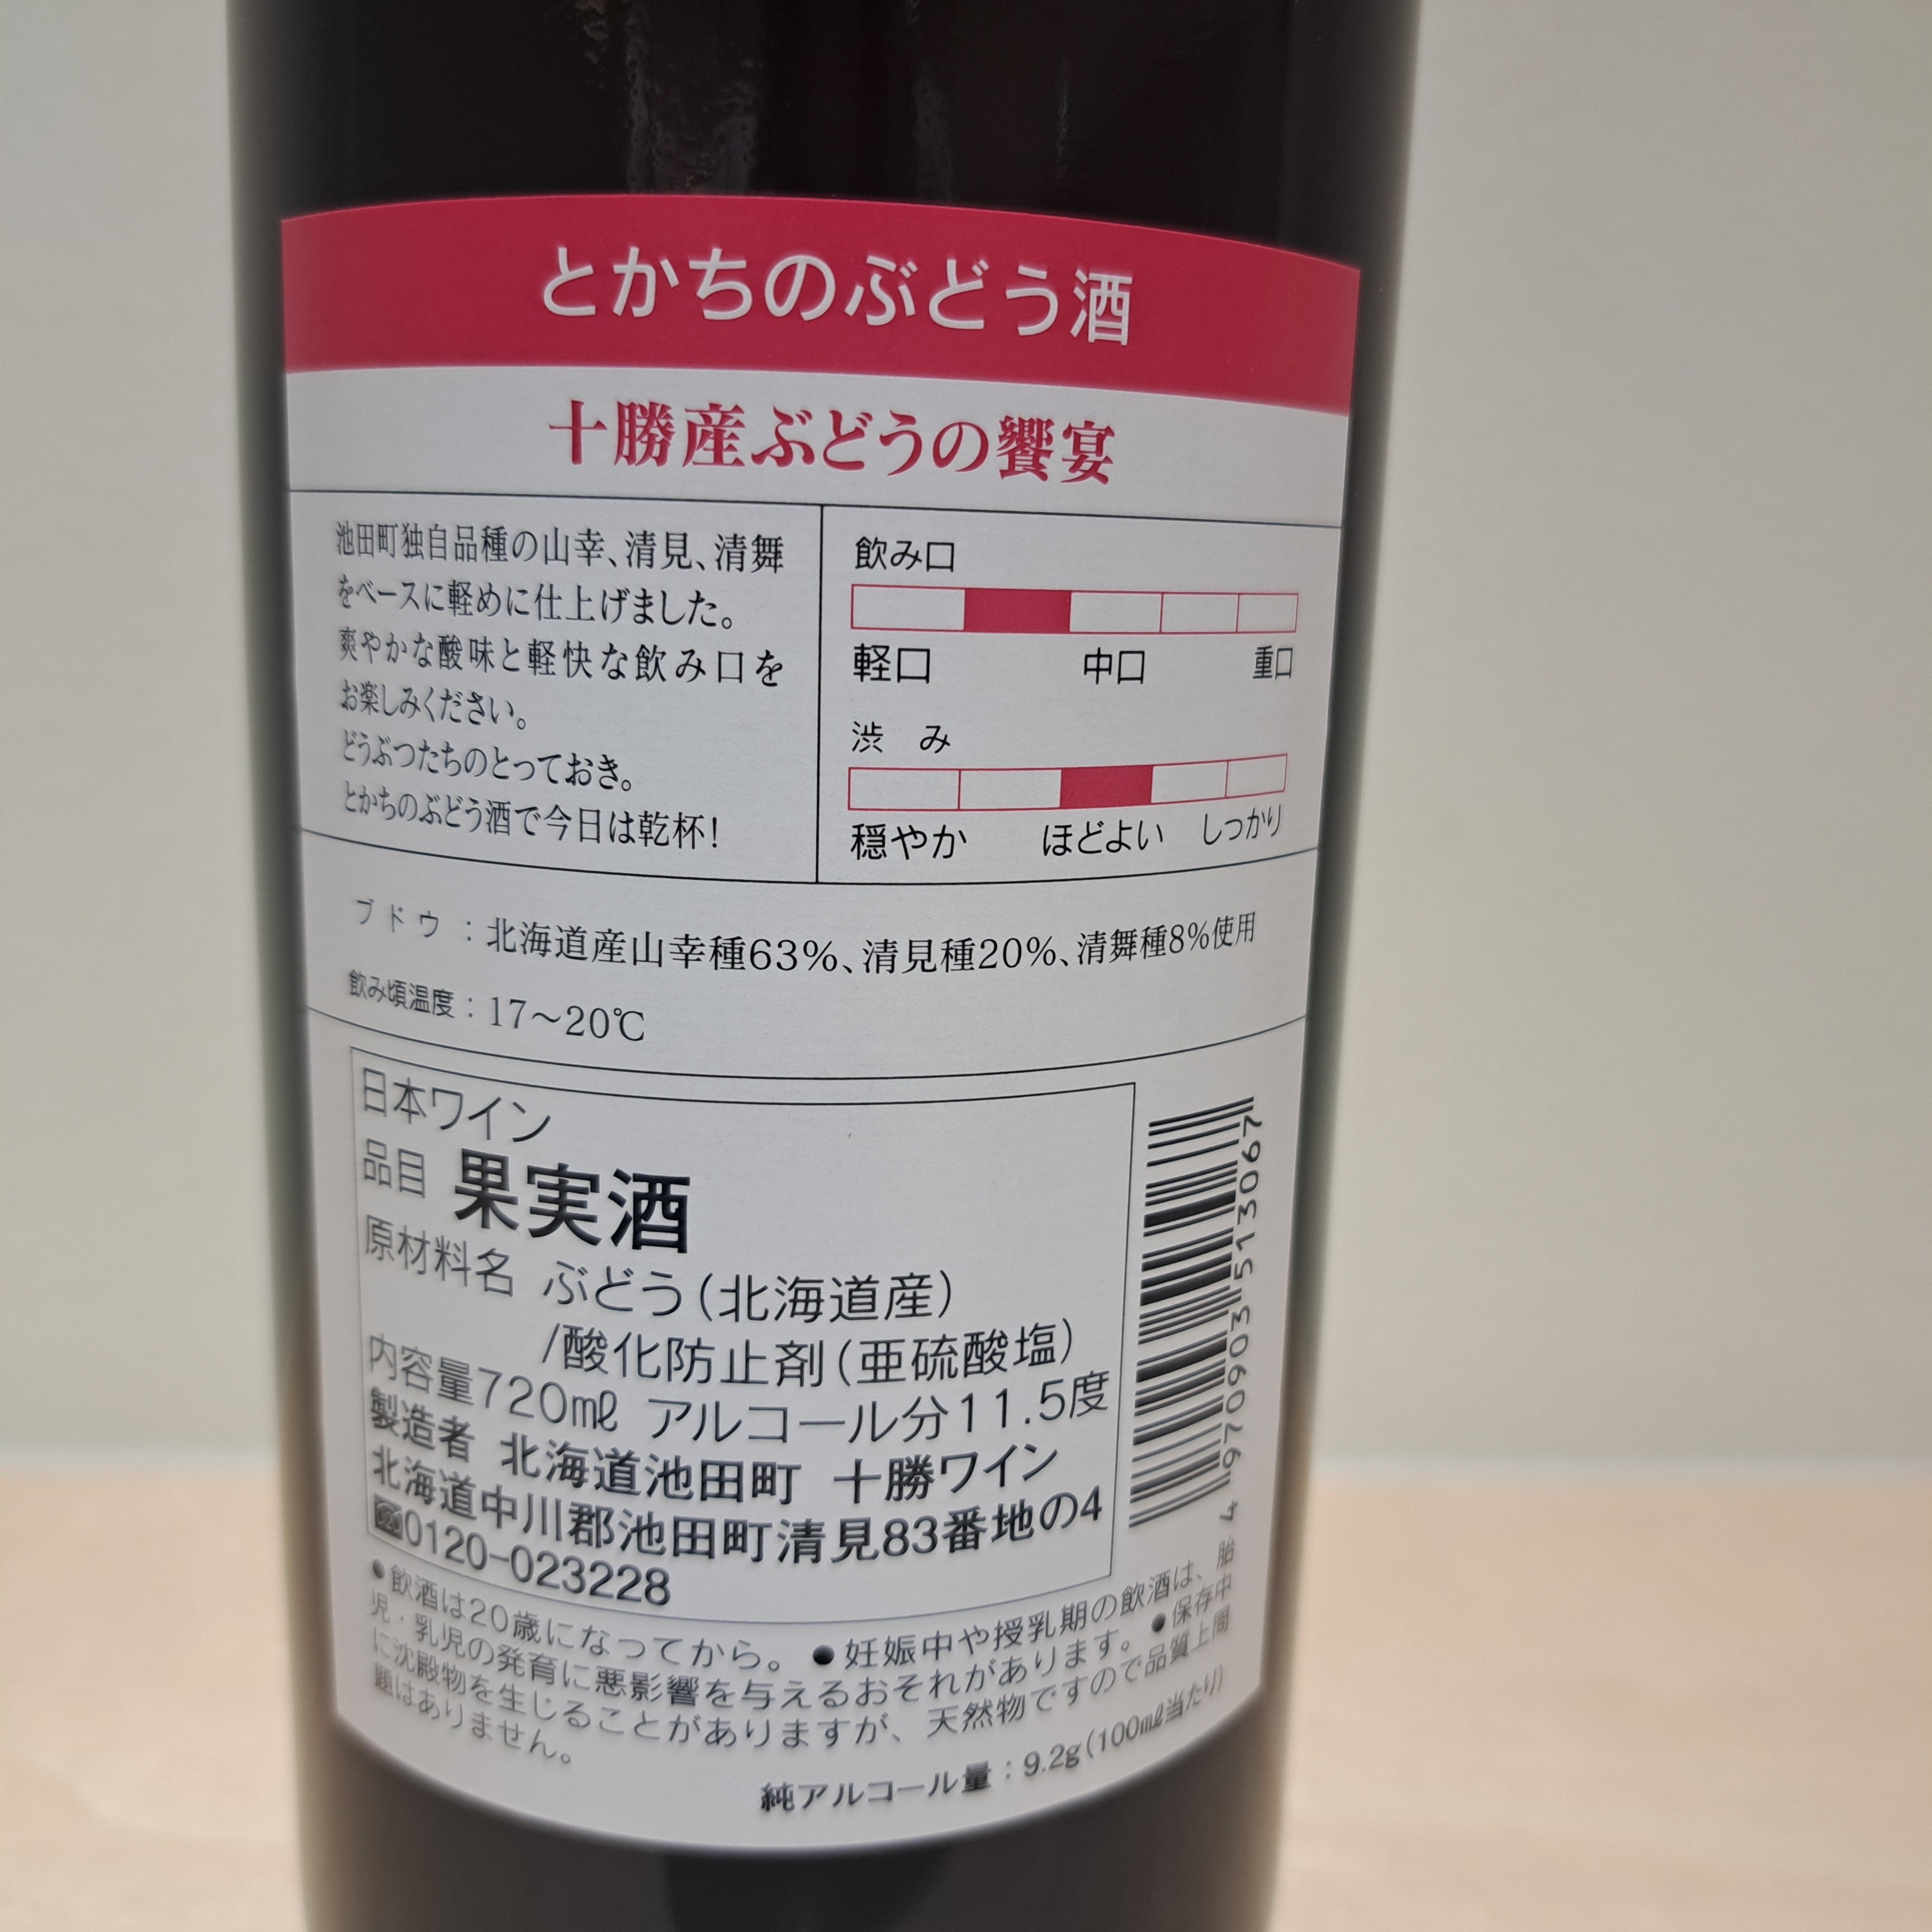 とかちのぶどう酒
十勝産ぶどうの饗宴
池田町独自品種の山幸、清見、清舞
をベースに軽めに仕上げました。
爽やかな酸味と軽快な飲み口を
お楽しみください。
どうぶつたちのとっておき。
とかちのぶどう酒で今日は乾杯！
飲み口
軽口 中口 重口
渋 み
穏やか ほどよい しっかり
ブドウ：北海道産山幸種63%、清見種20%、清舞種8%使用
飲み頃温度：17〜20℃
日本ワイン
品目 果実酒
原材料名 ぶどう（北海道産）
/酸化防止剤（亜硫酸塩）
内容量720㎖ アルコール分11.5度
製造者 北海道池田町 十勝ワイン
北海道中川郡池田町清見83番地の4
0120-023228
4970903513067
●飲酒は20歳になってから。●妊娠中や授乳期の飲酒は、胎
児・乳児の発育に悪影響を与えるおそれがあります。●保存中
に沈殿物を生じることがありますが、天然物ですので品質上問
題はありません。
純アルコール量：9.2g（100㎖当たり）